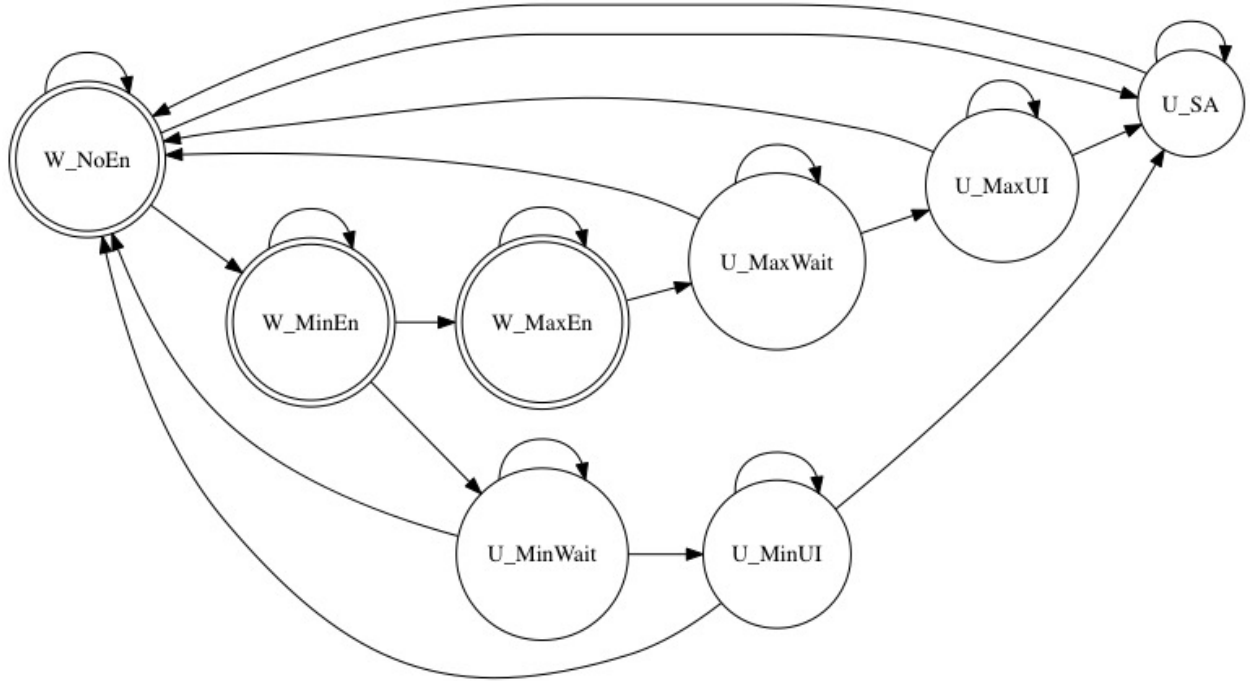 W_NoEn
U_SA
U_MaxUI
U_MaxWait
W_MinEn
W_MaxEn
U_MinWait
U_MinUI